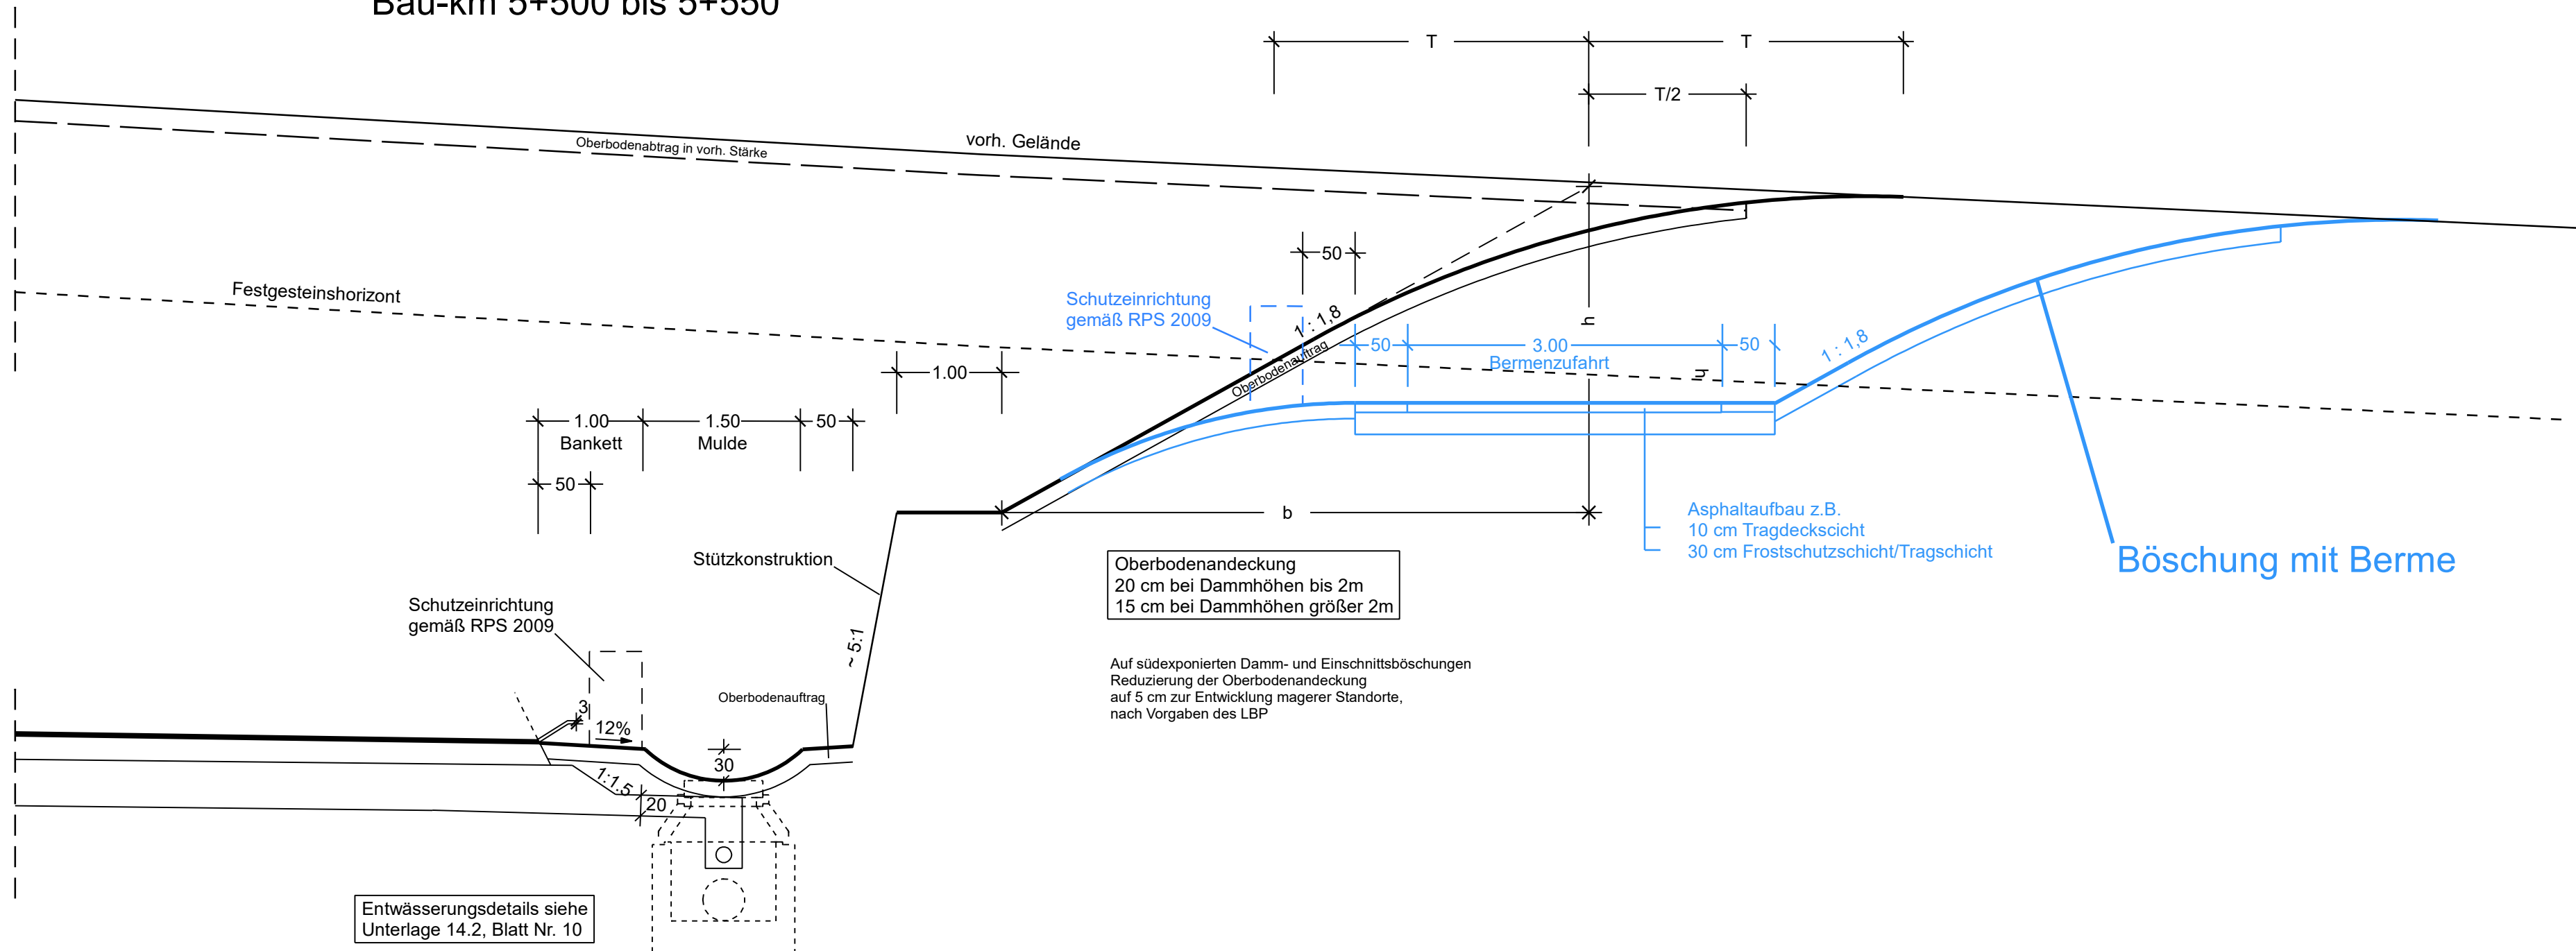 Bau-km 5+500 bis 5+550
T
T
T/2
vorh. Gelände
Oberbodenabtrag in vorh. Stärke
50
Festgesteinshorizont
Schutzeinrichtung
gemäß RPS 2009
1 : 1,8
Oberbodenauftrag
h
50
3.00
50
Bermenzufahrt
h
1 : 1,8
1.00
1.00
1.50
50
Bankett
Mulde
50
b
Asphaltaufbau z.B.
10 cm Tragdeckscicht
30 cm Frostschutzschicht/Tragschicht
Böschung mit Berme
Stützkonstruktion
Oberbodenandeckung
20 cm bei Dammhöhen bis 2m
15 cm bei Dammhöhen größer 2m
Schutzeinrichtung
gemäß RPS 2009
~ 5:1
Auf südexponierten Damm- und Einschnittsböschungen
Reduzierung der Oberbodenandeckung
auf 5 cm zur Entwicklung magerer Standorte,
nach Vorgaben des LBP
Oberbodenauftrag
3
12%
30
1:1.5
20
Entwässerungsdetails siehe
Unterlage 14.2, Blatt Nr. 10